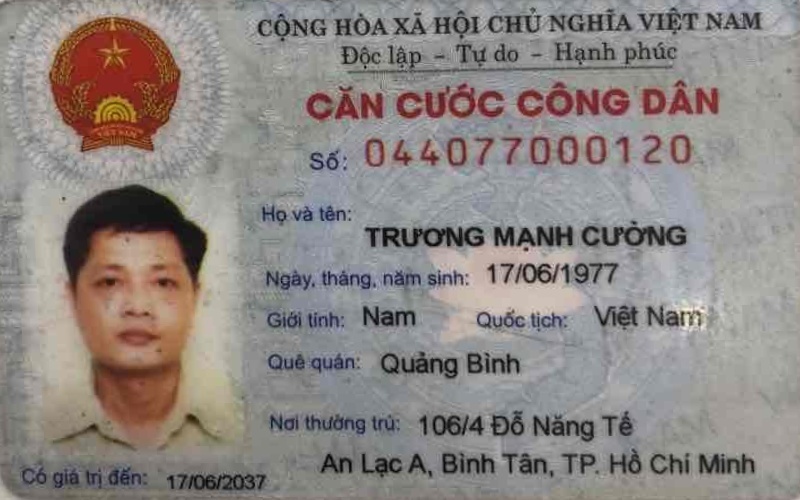 CỘNG HÒA XÃ HỘI CHỦ NGHĨA VIỆT NAM
Độc lập - Tự do - Hạnh phúc
CĂN CƯỚC CÔNG DÂN
Số: 044077000120
Họ và tên:
TRƯƠNG MẠNH CƯỜNG
Ngày, tháng, năm sinh: 17/06/1977
Giới tính: Nam Quốc tịch: Việt Nam
Quê quán: Quảng Bình
Nơi thường trú: 106/4 Đỗ Năng Tế
An Lạc A, Bình Tân, TP. Hồ Chí Minh
Có giá trị đến: 17/06/2037
VIỆT NAM